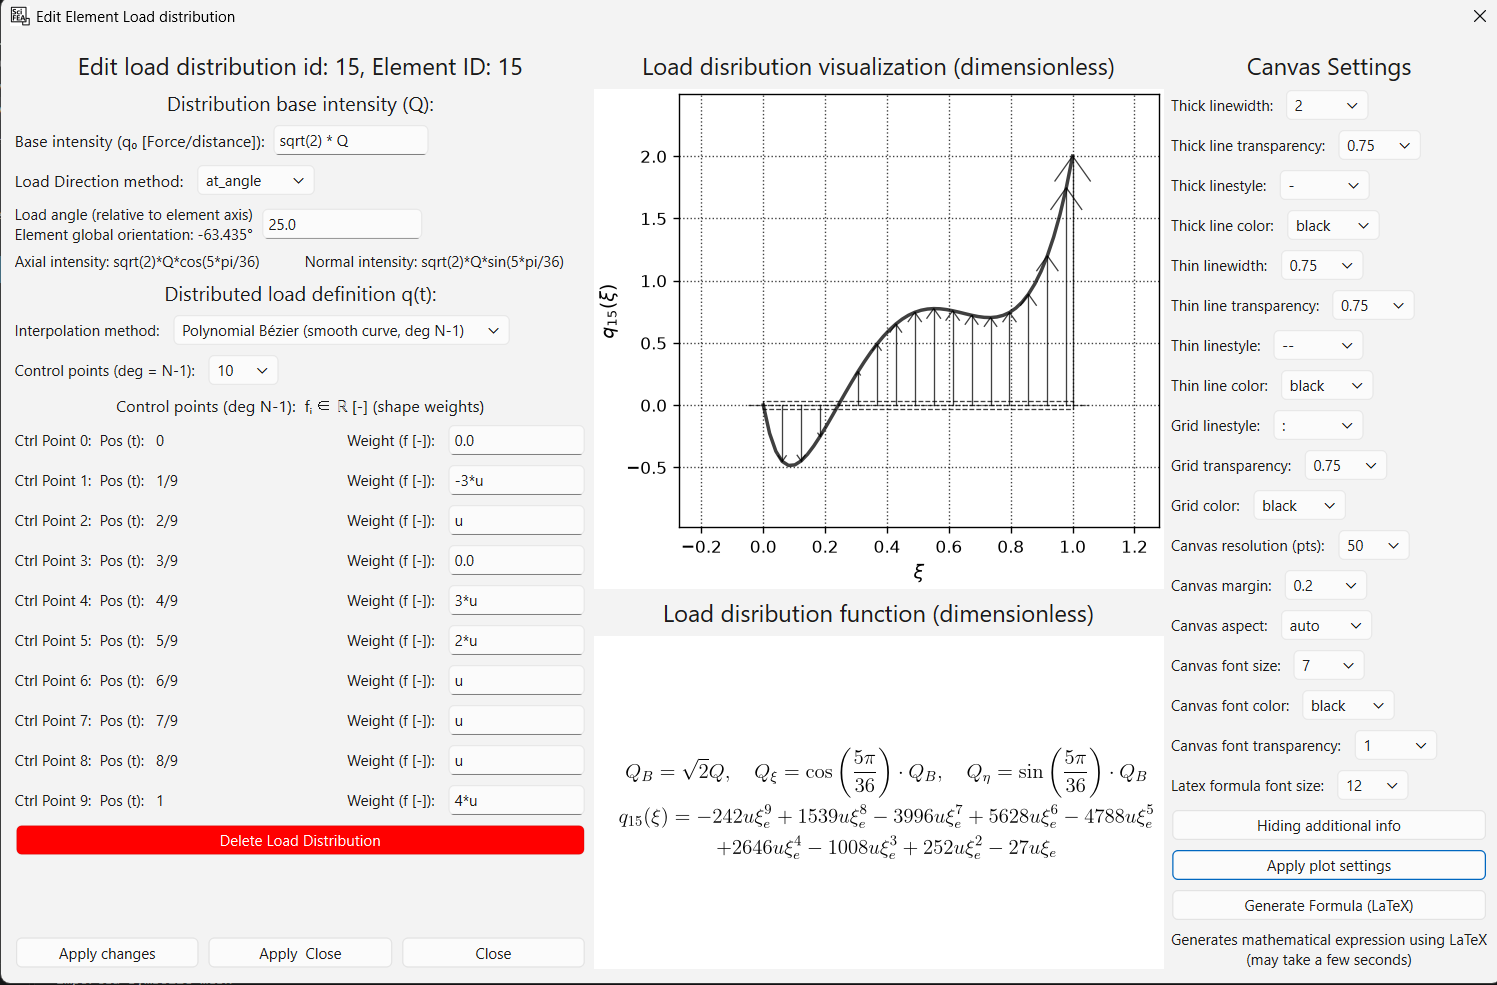 Sci FEA
Edit Element Load distribution
Edit load distribution id: 15, Element ID: 15
Distribution base intensity (Q):
Base intensity (q₀ [Force/distance]): sqrt(2) * Q
Load Direction method: at_angle
Load angle (relative to element axis)
Element global orientation: -63.435° 25.0
Axial intensity: sqrt(2)*Q*cos(5*pi/36) Normal intensity: sqrt(2)*Q*sin(5*pi/36)
Distributed load definition q(t):
Interpolation method: Polynomial Bézier (smooth curve, deg N-1)
Control points (deg = N-1): 10
Control points (deg N-1): fᵢ ∈ ℝ [-] (shape weights)
Ctrl Point 0: Pos (t): 0 Weight (f [-]): 0.0
Ctrl Point 1: Pos (t): 1/9 Weight (f [-]): -3*u
Ctrl Point 2: Pos (t): 2/9 Weight (f [-]): u
Ctrl Point 3: Pos (t): 3/9 Weight (f [-]): 0.0
Ctrl Point 4: Pos (t): 4/9 Weight (f [-]): 3*u
Ctrl Point 5: Pos (t): 5/9 Weight (f [-]): 2*u
Ctrl Point 6: Pos (t): 6/9 Weight (f [-]): u
Ctrl Point 7: Pos (t): 7/9 Weight (f [-]): u
Ctrl Point 8: Pos (t): 8/9 Weight (f [-]): u
Ctrl Point 9: Pos (t): 1 Weight (f [-]): 4*u
Delete Load Distribution
Apply changes Apply Close Close
Load disribution visualization (dimensionless)
q₁₅(ξ)
2.0
1.5
1.0
0.5
0.0
−0.5
−0.2 0.0 0.2 0.4 0.6 0.8 1.0 1.2
ξ
Load disribution function (dimensionless)
Q_B = √2Q, Q_ξ = cos(5π/36) · Q_B, Q_η = sin(5π/36) · Q_B
q₁₅(ξ) = −242uξₑ⁹ + 1539uξₑ⁸ − 3996uξₑ⁷ + 5628uξₑ⁶ − 4788uξₑ⁵
+2646uξₑ⁴ − 1008uξₑ³ + 252uξₑ² − 27uξₑ
Canvas Settings
Thick linewidth: 2
Thick line transparency: 0.75
Thick linestyle: -
Thick line color: black
Thin linewidth: 0.75
Thin line transparency: 0.75
Thin linestyle: --
Thin line color: black
Grid linestyle: :
Grid transparency: 0.75
Grid color: black
Canvas resolution (pts): 50
Canvas margin: 0.2
Canvas aspect: auto
Canvas font size: 7
Canvas font color: black
Canvas font transparency: 1
Latex formula font size: 12
Hiding additional info
Apply plot settings
Generate Formula (LaTeX)
Generates mathematical expression using LaTeX
(may take a few seconds)